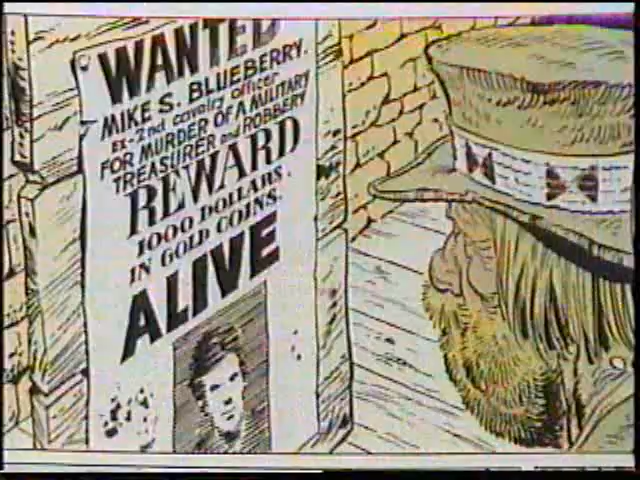 WANTED
MIKE S. BLUEBERRY.
EX-2nd cavalry officer
FOR MURDER OF A MILITARY
TREASURER and ROBBERY
REWARD
1000 DOLLARS.
IN GOLD COINS.
ALIVE